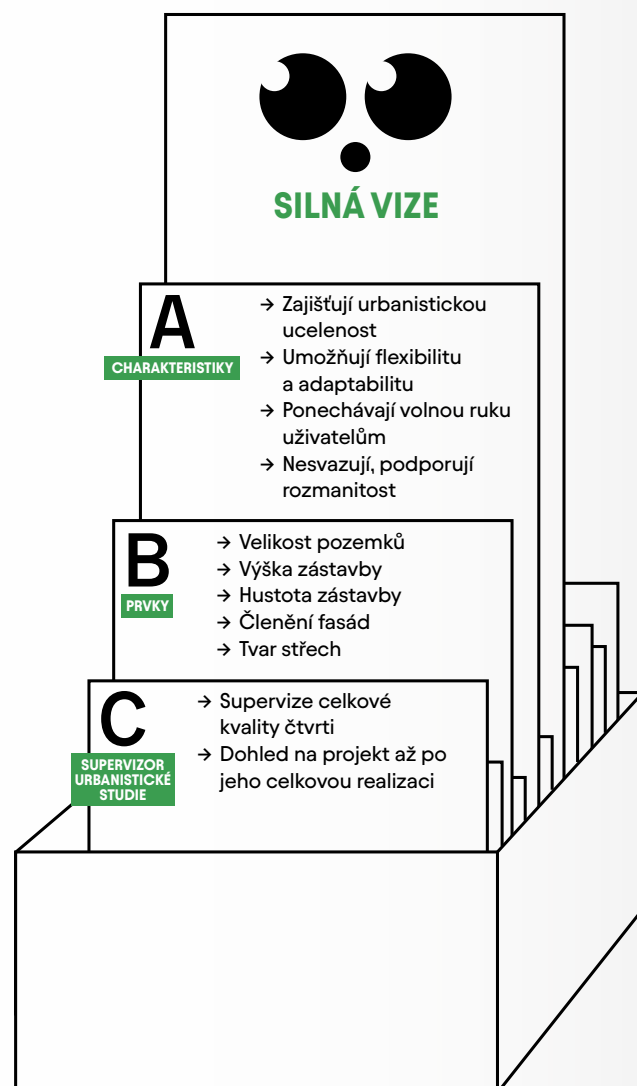 SILNÁ VIZE
A
CHARAKTERISTIKY
→ Zajišťují urbanistickou
ucelenost
→ Umožňují flexibilitu
a adaptabilitu
→ Ponechávají volnou ruku
uživatelům
→ Nesvazují, podporují
rozmanitost
B
PRVKY
→ Velikost pozemků
→ Výška zástavby
→ Hustota zástavby
→ Členění fasád
→ Tvar střech
C
SUPERVIZOR
URBANISTICKÉ
STUDIE
→ Supervize celkové
kvality čtvrti
→ Dohled na projekt až po
jeho celkovou realizaci